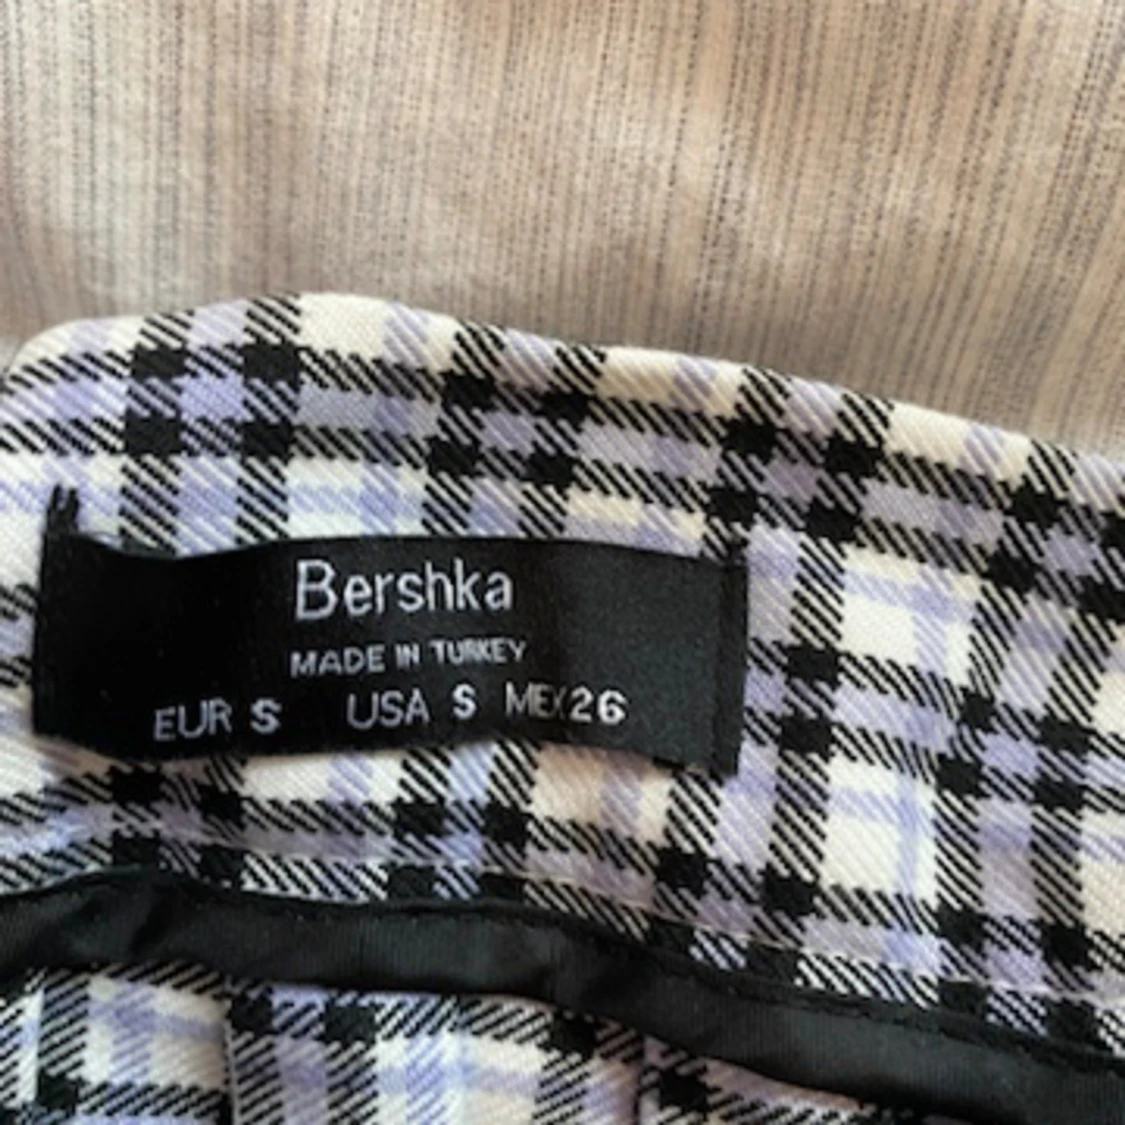 Bershka
MADE IN TURKEY
EUR S USA S MEX 26